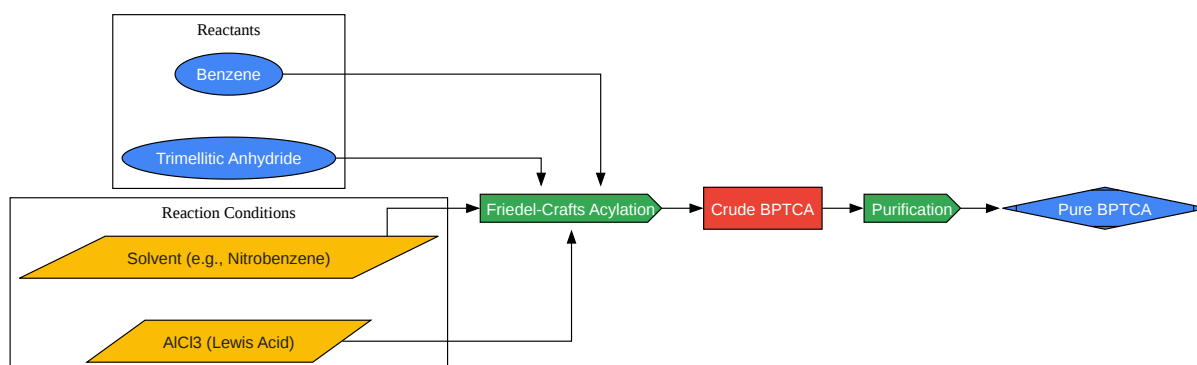 Reactants
Benzene
Trimellitic Anhydride
Reaction Conditions
Solvent (e.g., Nitrobenzene)
AlCl3 (Lewis Acid)
Friedel-Crafts Acylation
Crude BPTCA
Purification
Pure BPTCA